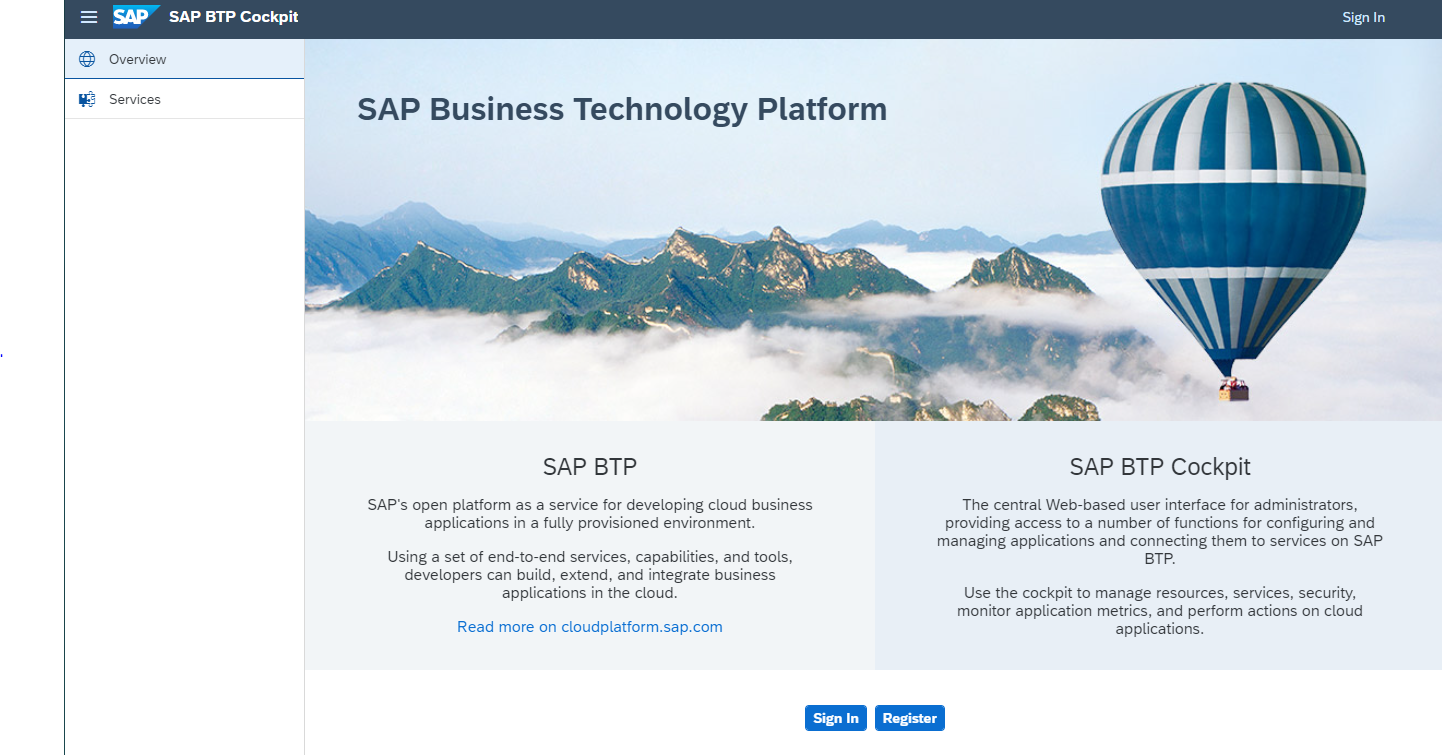 SAP SAP BTP Cockpit Sign In
Overview
Services
SAP Business Technology Platform
SAP BTP
SAP's open platform as a service for developing cloud business
applications in a fully provisioned environment.
Using a set of end-to-end services, capabilities, and tools,
developers can build, extend, and integrate business
applications in the cloud.
Read more on cloudplatform.sap.com
SAP BTP Cockpit
The central Web-based user interface for administrators,
providing access to a number of functions for configuring and
managing applications and connecting them to services on SAP
BTP.
Use the cockpit to manage resources, services, security,
monitor application metrics, and perform actions on cloud
applications.
Sign In Register